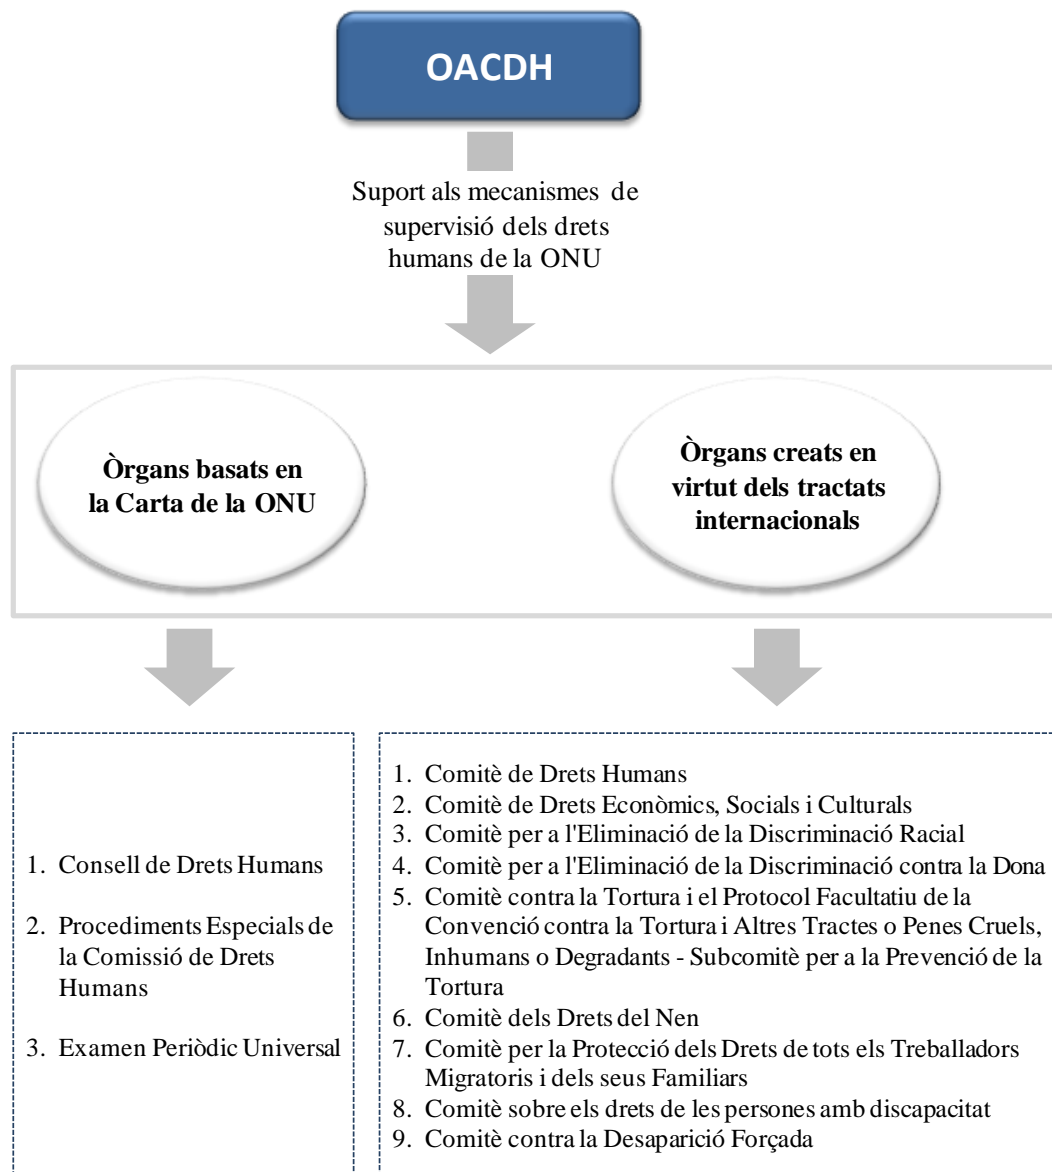 OACDH
Suport als mecanismes de
supervisió dels drets
humans de la ONU
Òrgans basats en
la Carta de la ONU
Òrgans creats en
virtut dels tractats
internacionals
1. Consell de Drets Humans
2. Procediments Especials de
la Comissió de Drets
Humans
3. Examen Periòdic Universal
1. Comitè de Drets Humans
2. Comitè de Drets Econòmics, Socials i Culturals
3. Comitè per a l'Eliminació de la Discriminació Racial
4. Comitè per a l'Eliminació de la Discriminació contra la Dona
5. Comitè contra la Tortura i el Protocol Facultatiu de la
Convenció contra la Tortura i Altres Tractes o Penes Cruels,
Inhumans o Degradants - Subcomitè per a la Prevenció de la
Tortura
6. Comitè dels Drets del Nen
7. Comitè per la Protecció dels Drets de tots els Treballadors
Migratoris i dels seus Familiars
8. Comitè sobre els drets de les persones amb discapacitat
9. Comitè contra la Desaparició Forçada